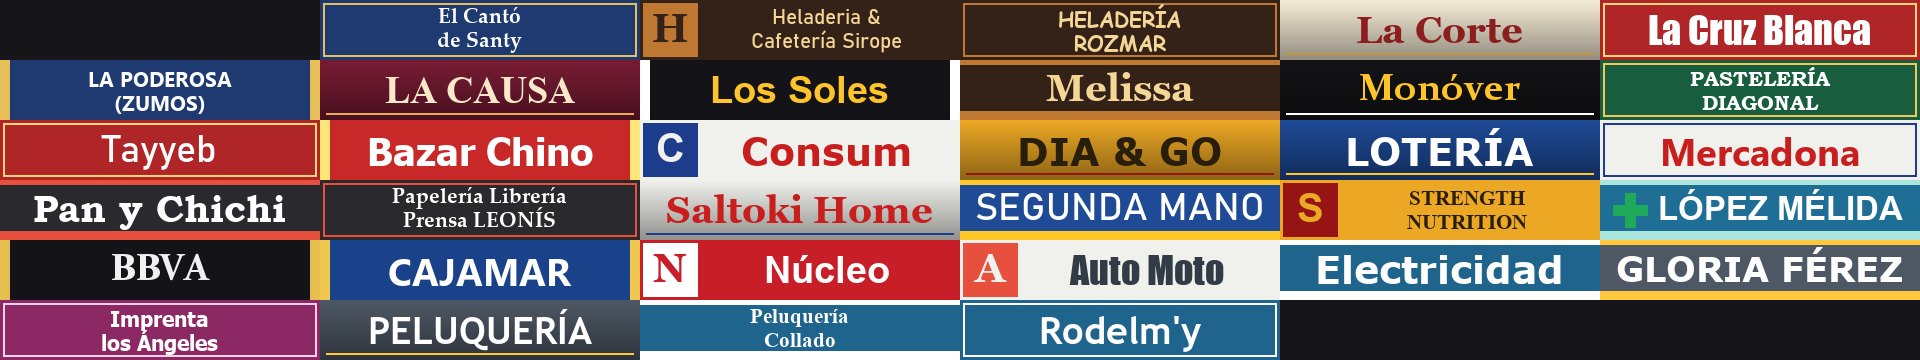 El Cantó
de Santy
H
Heladeria &
Cafetería Sirope
HELADERÍA
ROZMAR
La Corte
La Cruz Blanca
LA PODEROSA
(ZUMOS)
LA CAUSA
Los Soles
Melissa
Monóver
PASTELERÍA
DIAGONAL
Tayyeb
Bazar Chino
C
Consum
DIA & GO
LOTERÍA
Mercadona
Pan y Chichi
Papelería Librería
Prensa LEONÍS
Saltoki Home
SEGUNDA MANO
S
STRENGTH
NUTRITION
LÓPEZ MÉLIDA
BBVA
CAJAMAR
N
Núcleo
A
Auto Moto
Electricidad
GLORIA FÉREZ
Imprenta
los Ángeles
PELUQUERÍA
Peluquería
Collado
Rodelm'y